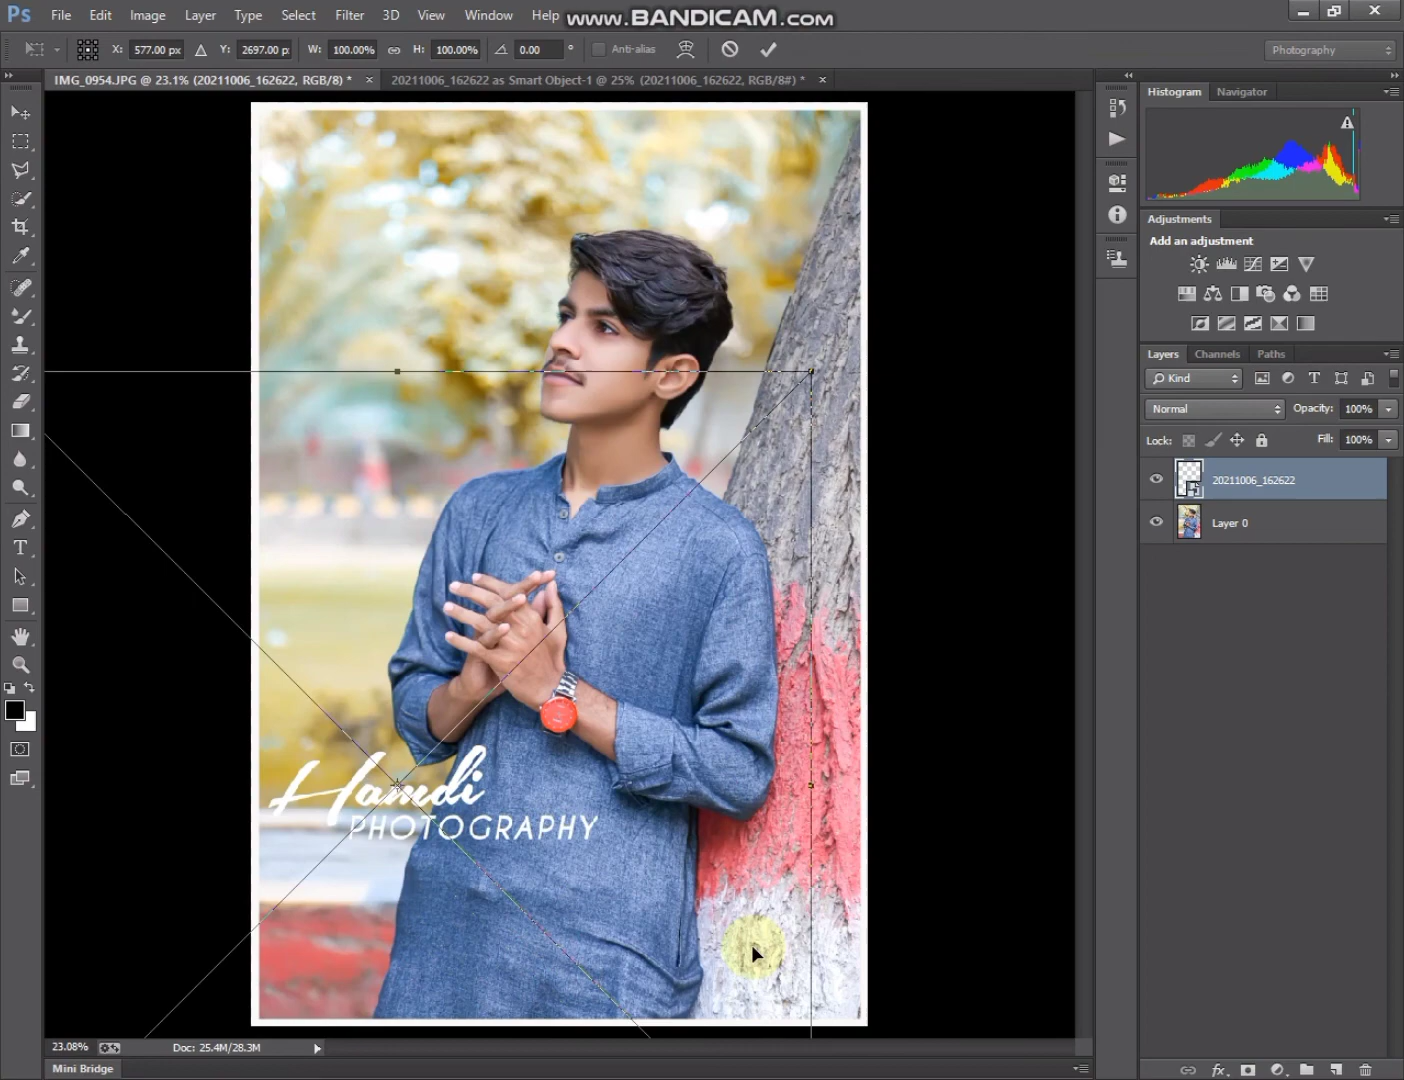 Ps File Edit Image Layer Type Select Filter 3D View Window Help www.BANDICAM.com
X: 577.00 px Y: 2697.00 p W: 100.00% H: 100.00% 0.00 ° Anti-alias Photography
IMG_0954.JPG @ 23.1% (20211006_162622, RGB/8) * × 20211006_162622 as Smart Object-1 @ 25% (20211006_162622, RGB/8#) * ×
Histogram Navigator
Adjustments
Add an adjustment
Layers Channels Paths
Kind
Normal Opacity: 100%
Lock: Fill: 100%
20211006_162622
Layer 0
Hamdi
PHOTOGRAPHY
23.08% Doc: 25.4M/28.3M
Mini Bridge